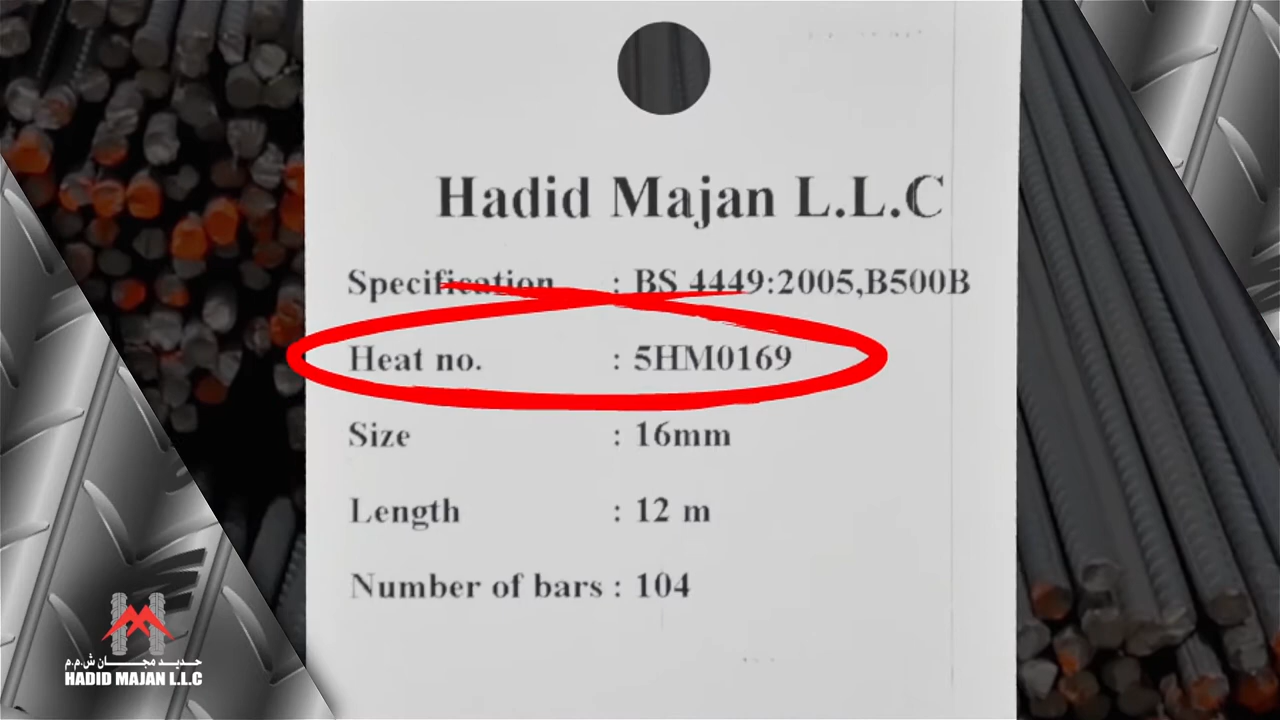 Hadid Majan L.L.C
Specification : BS 4449:2005,B500B
Heat no. : 5HM0169
Size : 16mm
Length : 12 m
Number of bars : 104
حديد مجان ش.م.م
HADID MAJAN L.L.C